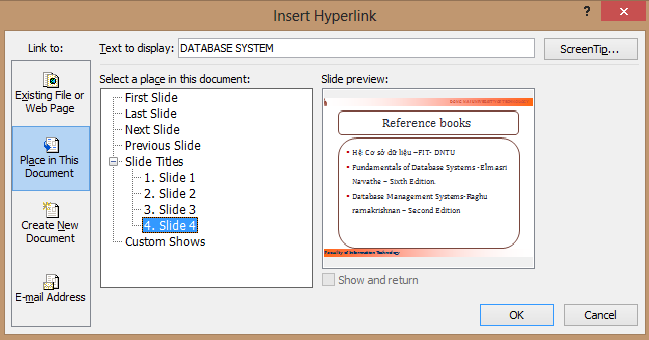 Insert Hyperlink
Link to:
Text to display:
DATABASE SYSTEM
ScreenTip...
Existing File or
Web Page
Place in This
Document
Create New
Document
E-mail Address
Select a place in this document:
First Slide
Last Slide
Next Slide
Previous Slide
Slide Titles
1. Slide 1
2. Slide 2
3. Slide 3
4. Slide 4
Custom Shows
Slide preview:
Reference books
Hệ Cơ sở dữ liệu –FIT- DNTU
Fundamentals of Database Systems -Elmasri
Navathe – Sixth Edition.
Database Management Systems-Raghu
ramakrishnan – Second Edition
Faculty of Information Technology
Show and return
OK
Cancel